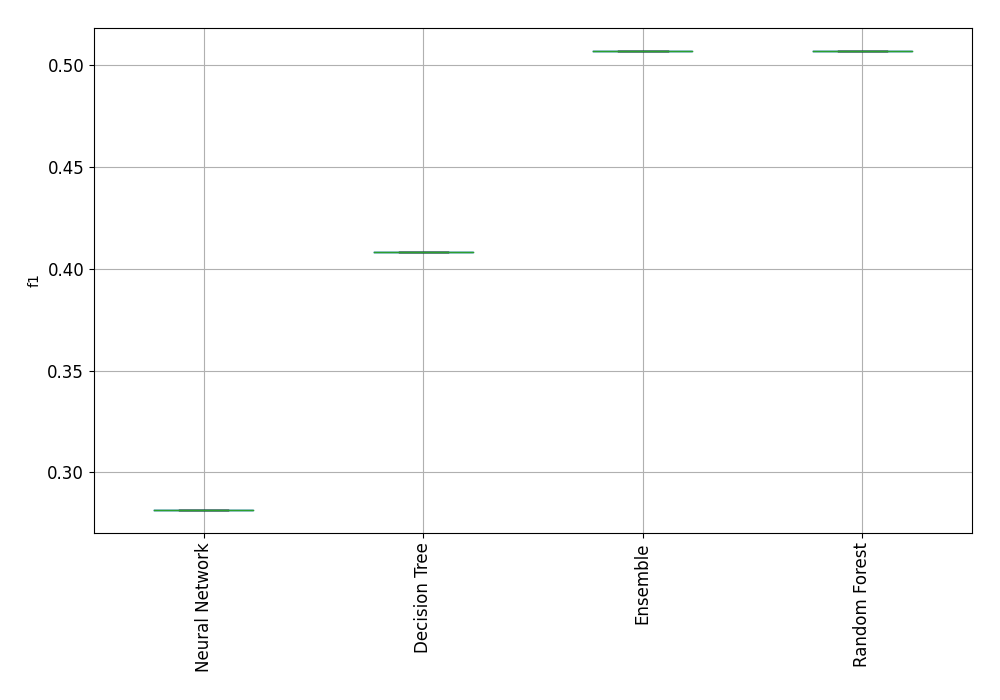 0.50
0.45
0.40
0.35
0.30
f1
Neural Network
Decision Tree
Ensemble
Random Forest